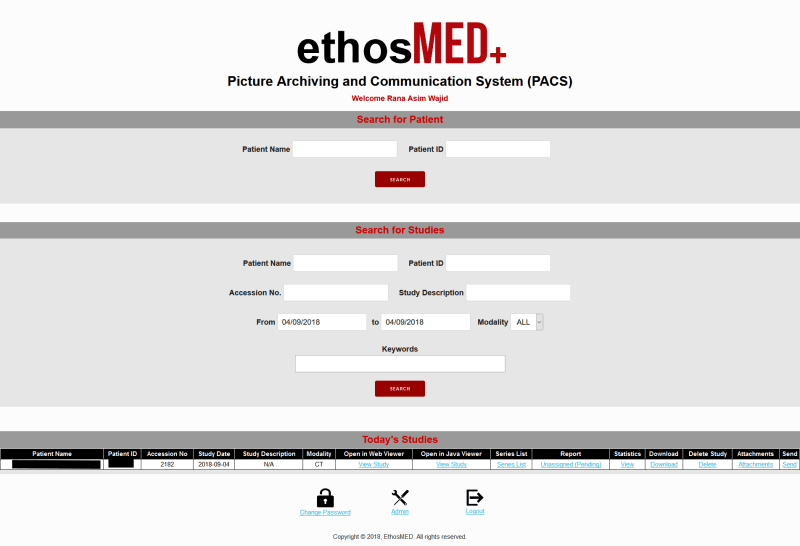 ethosMED+
Picture Archiving and Communication System (PACS)
Welcome Rana Asim Wajid
Search for Patient
Patient Name Patient ID
SEARCH
Search for Studies
Patient Name Patient ID
Accession No. Study Description
From 04/09/2018 to 04/09/2018 Modality ALL
Keywords
SEARCH
Today's Studies
Patient Name Patient ID Accession No Study Date Study Description Modality Open in Web Viewer Open in Java Viewer Series List Report Statistics Download Delete Study Attachments Send
2182 2018-09-04 N/A CT View Study View Study Series List Unassigned (Pending) View Download Delete Attachments Send
Change Password Admin Logout
Copyright © 2018, EthosMED. All rights reserved.